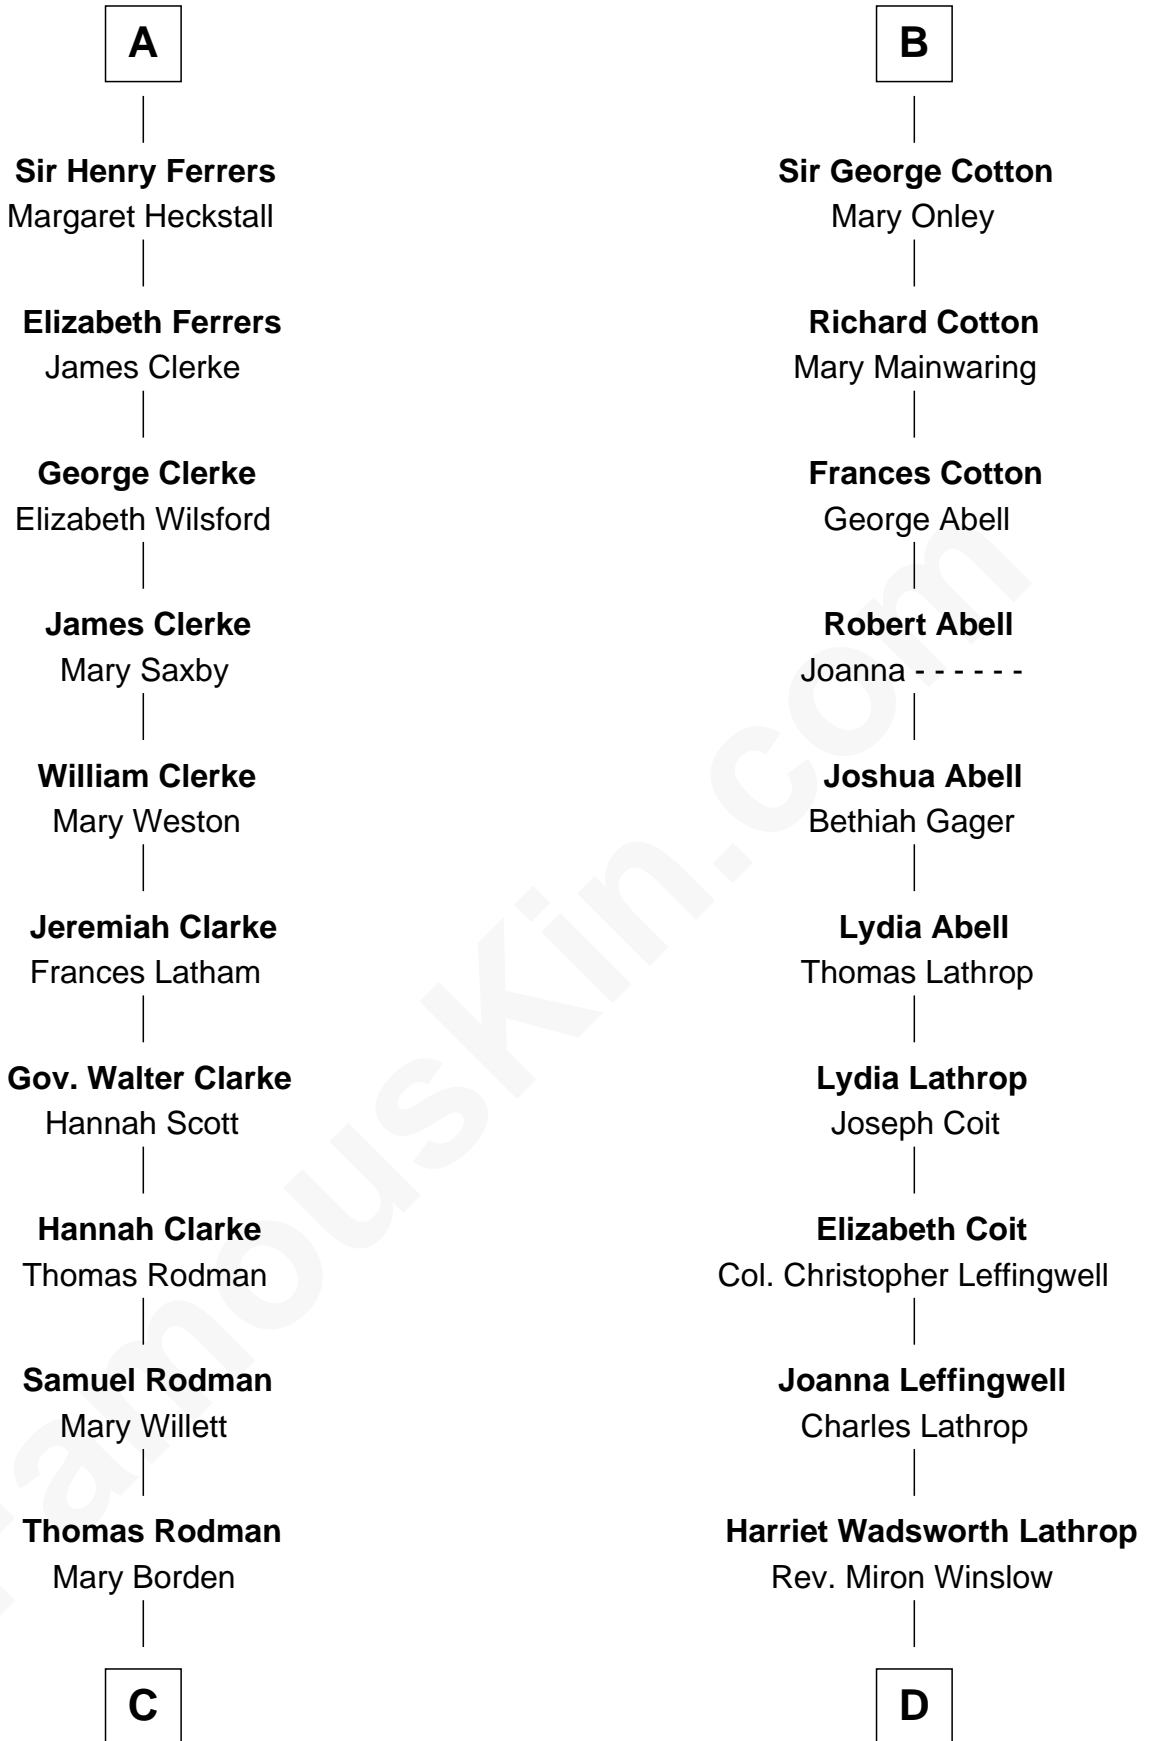 A
Sir Henry Ferrers
Margaret Heckstall
Elizabeth Ferrers
James Clerke
George Clerke
Elizabeth Wilsford
James Clerke
Mary Saxby
William Clerke
Mary Weston
Jeremiah Clarke
Frances Latham
Gov. Walter Clarke
Hannah Scott
Hannah Clarke
Thomas Rodman
Samuel Rodman
Mary Willett
Thomas Rodman
Mary Borden
C
B
Sir George Cotton
Mary Onley
Richard Cotton
Mary Mainwaring
Frances Cotton
George Abell
Robert Abell
Joanna - - - - - -
Joshua Abell
Bethiah Gager
Lydia Abell
Thomas Lathrop
Lydia Lathrop
Joseph Coit
Elizabeth Coit
Col. Christopher Leffingwell
Joanna Leffingwell
Charles Lathrop
Harriet Wadsworth Lathrop
Rev. Miron Winslow
D
FamousKin.com